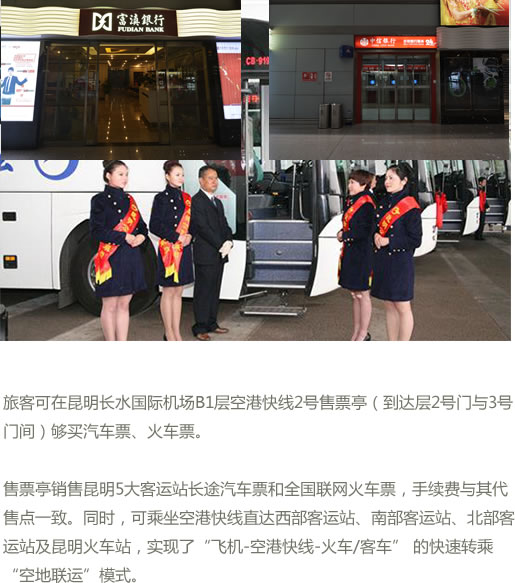 富滇銀行
FUDIAN BANK
中信银行
CB-918
旅客可在昆明长水国际机场B1层空港快线2号售票亭（到达层2号门与3号
门间）够买汽车票、火车票。
售票亭销售昆明5大客运站长途汽车票和全国联网火车票，手续费与其代
售点一致。同时，可乘坐空港快线直达西部客运站、南部客运站、北部客
运站及昆明火车站，实现了“飞机-空港快线-火车/客车” 的快速转乘
“空地联运”模式。